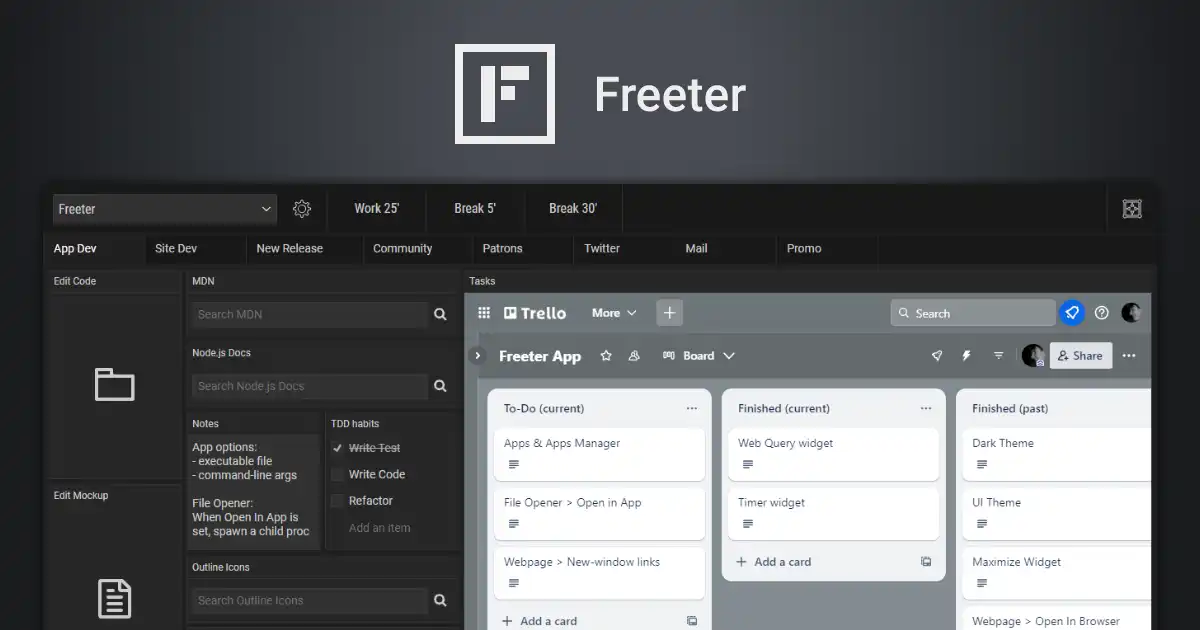 Freeter
Freeter
Work 25'
Break 5'
Break 30'
App Dev
Site Dev
New Release
Community
Patrons
Twitter
Mail
Promo
Edit Code
Edit Mockup
MDN
Search MDN
Node.js Docs
Search Node.js Docs
Notes
App options:
- executable file
- command-line args
File Opener:
When Open In App is
set, spawn a child proc
TDD habits
Write Test
Write Code
Refactor
Add an item
Outline Icons
Search Outline Icons
Tasks
Trello
More
Search
Freeter App
Board
Share
To-Do (current)
Apps & Apps Manager
File Opener > Open in App
Webpage > New-window links
Add a card
Finished (current)
Web Query widget
Timer widget
Add a card
Finished (past)
Dark Theme
UI Theme
Maximize Widget
Webpage > Open In Browser